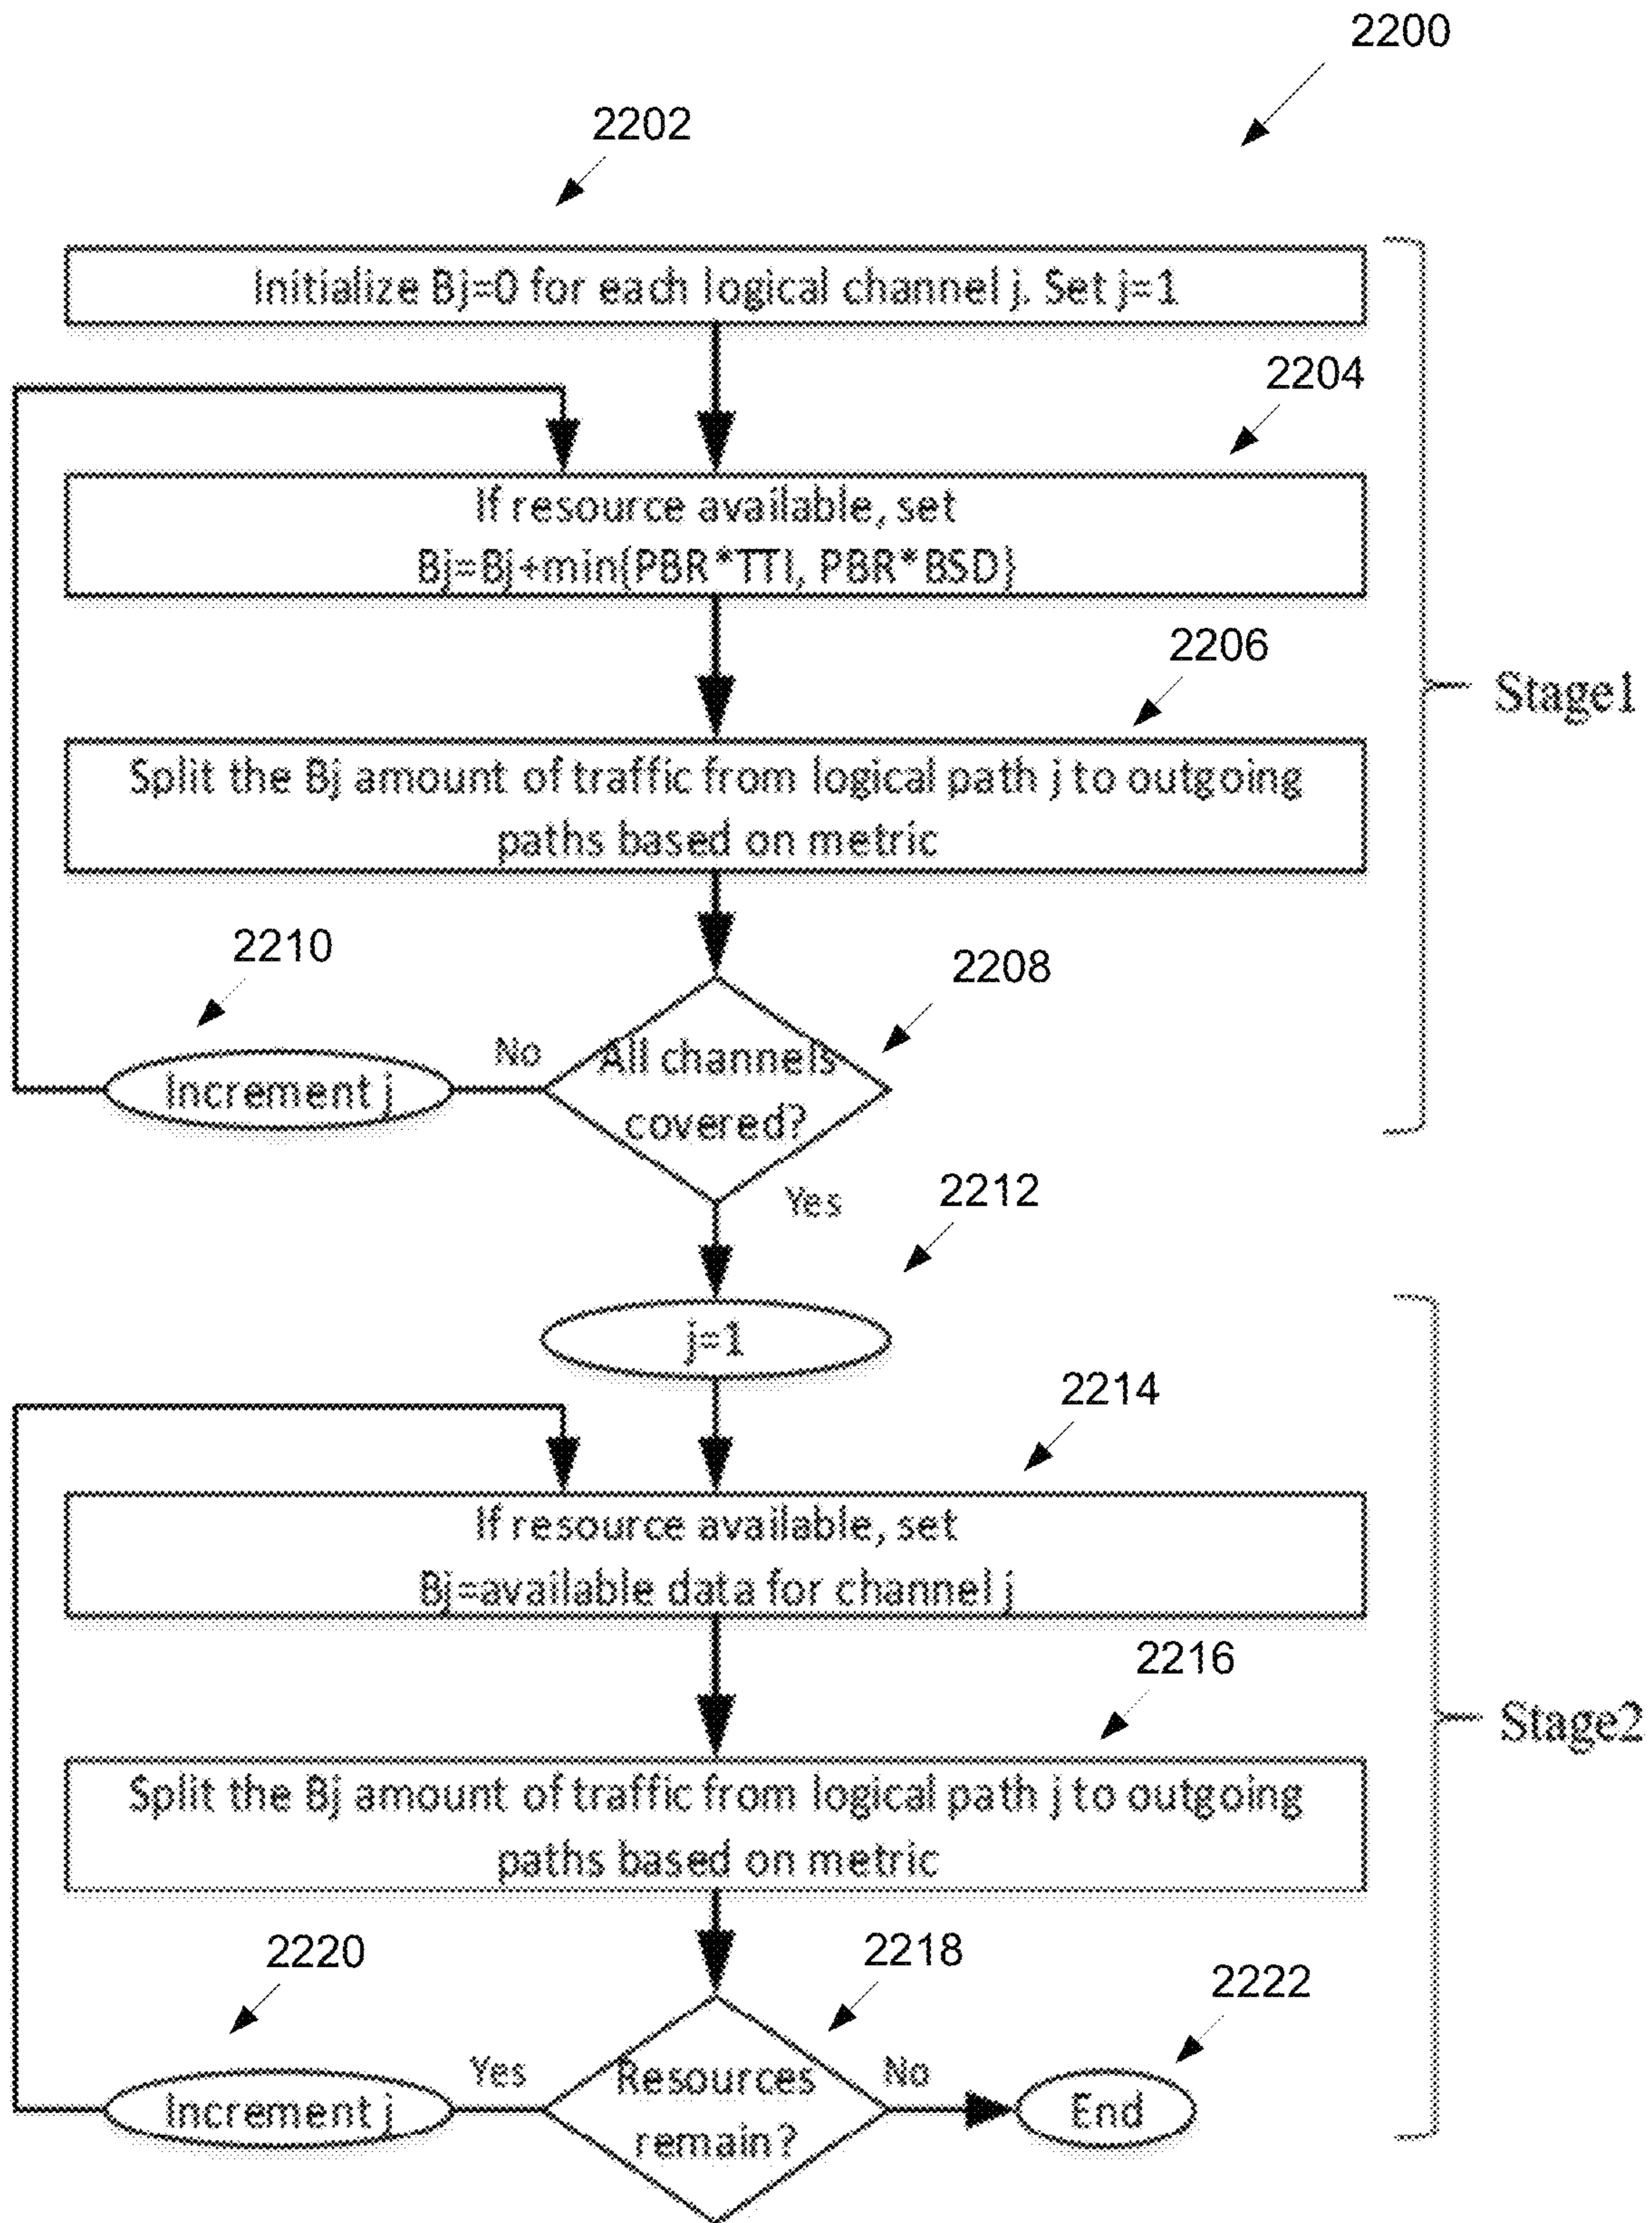 2200
2202
Initialize Bj=0 for each logical channel j. Set j=1
2204
If resource available, set
Bj=Bj+min{PBR*TTI, PBR*BSD}
2206
Split the Bj amount of traffic from logical path j to outgoing
paths based on metric
Stage1
2210
2208
Increment j
No
All channels
covered?
Yes
2212
j=1
2214
If resource available, set
Bj=available data for channel j
2216
Split the Bj amount of traffic from logical path j to outgoing
paths based on metric
Stage2
2220
2218
2222
Increment j
Yes
Resources
remain?
No
End